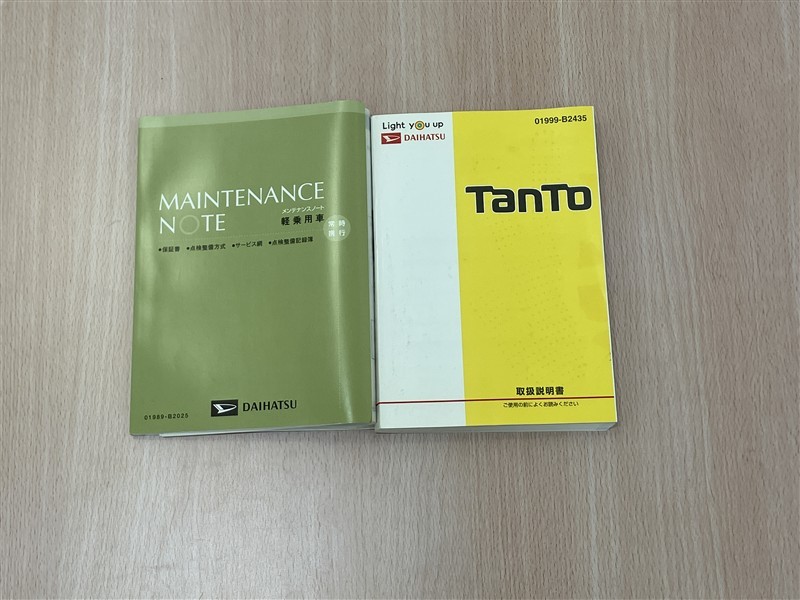 MAINTENANCE
NOTE
メンテナンスノート
軽乗用車
常時
携行
●保証書 ●点検整備方式 ●サービス網 ●点検整備記録簿
01999-B2025
DAIHATSU
Light you up
DAIHATSU
01999-B2435
TanTo
取扱説明書
ご使用の前によくお読みください